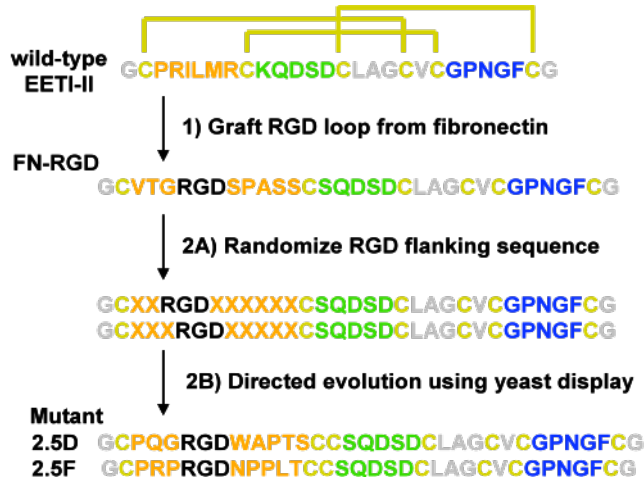 wild-type
EETI-II
GCPRILMRCKQDSDCLAGCVCGPNGFCG
1) Graft RGD loop from fibronectin
FN-RGD
GCVTGRGDSPASSCSQDSDCLAGCVCGPNGFCG
2A) Randomize RGD flanking sequence
GCXXRGDXXXXXXCSQDSDCLAGCVCGPNGFCG
GCXXXRGDXXXXXCSQDSDCLAGCVCGPNGFCG
2B) Directed evolution using yeast display
Mutant
2.5D GCPQGRGDWAPTSCCSQDSDCLAGCVCGPNGFCG
2.5F GCPRPRGDNPPLTCCSQDSDCLAGCVCGPNGFCG